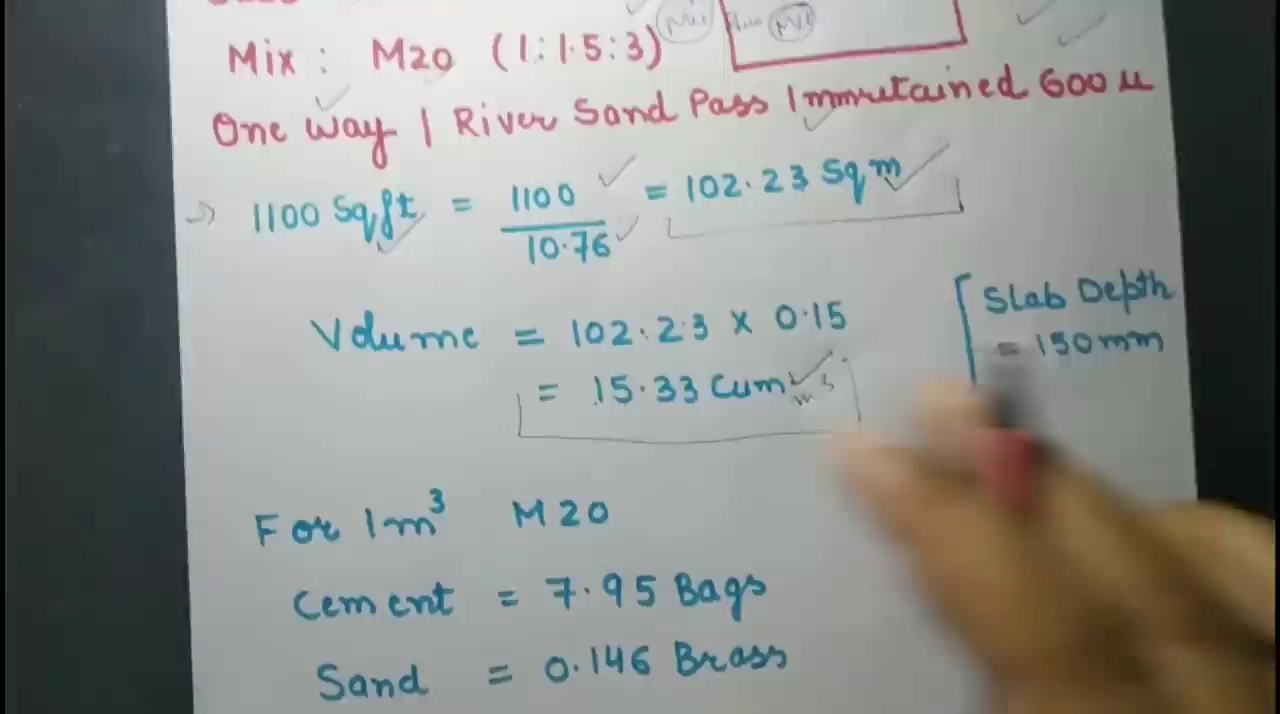 Mix : M20 (1:1.5:3)
One way | River Sand Pass 1mm retained 600 μ
1100 Sqft = 1100 / 10.76 = 102.23 Sqm
Volume = 102.23 x 0.15
= 15.33 Cum m³
Slab Depth
= 150mm
For 1m³ M20
Cement = 7.95 Bags
Sand = 0.146 Brass